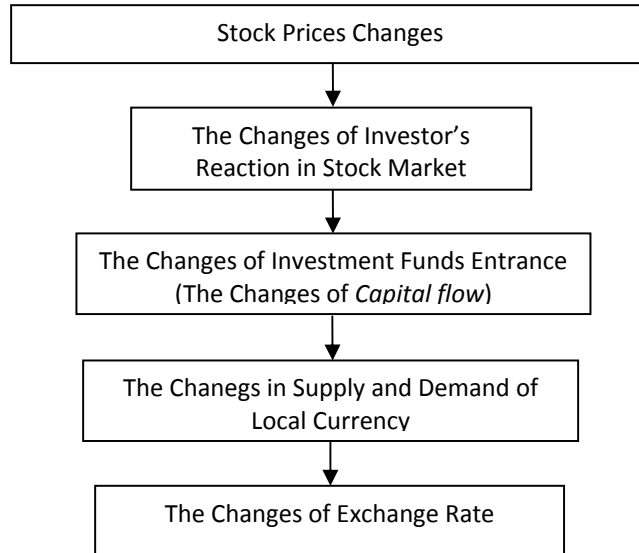 Stock Prices Changes
The Changes of Investor’s
Reaction in Stock Market
The Changes of Investment Funds Entrance
(The Changes of Capital flow)
The Chanegs in Supply and Demand of
Local Currency
The Changes of Exchange Rate